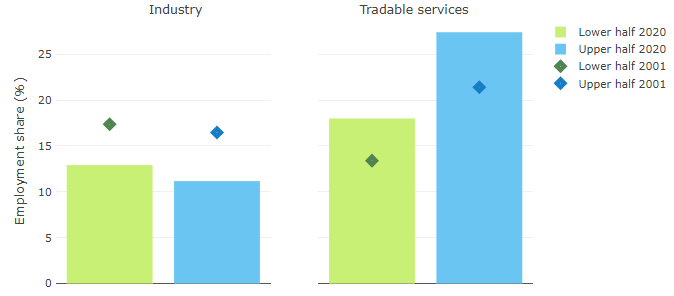 Industry
Tradable services
Employment share (%)
25
20
15
10
5
0
Lower half 2020
Upper half 2020
Lower half 2001
Upper half 2001